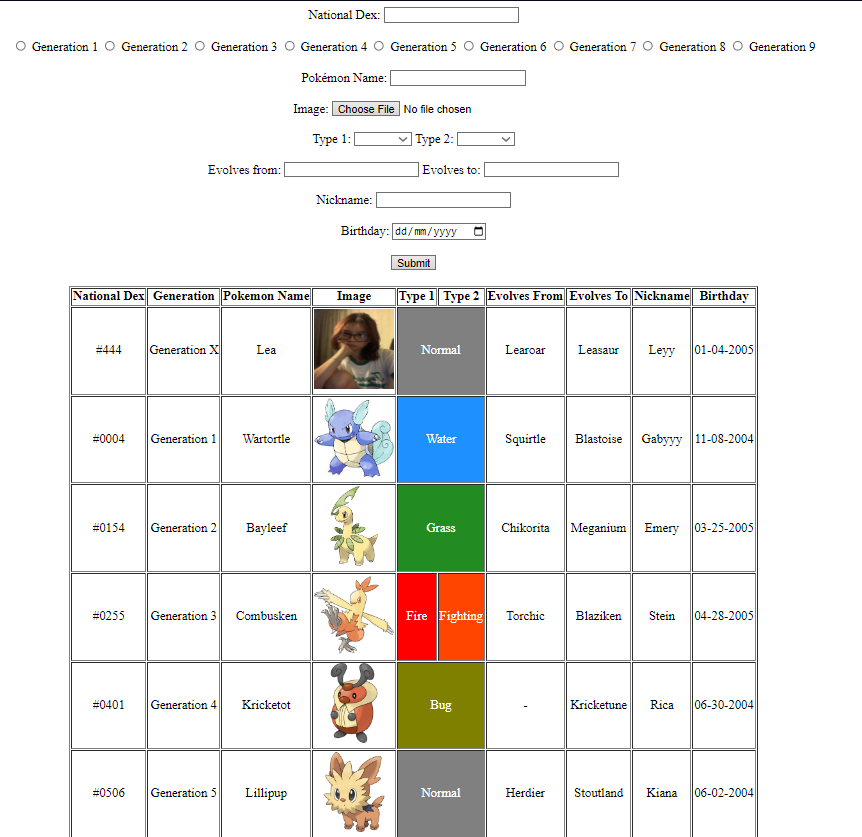 National Dex:
Generation 1 Generation 2 Generation 3 Generation 4 Generation 5 Generation 6 Generation 7 Generation 8 Generation 9
Pokémon Name:
Image: Choose File No file chosen
Type 1: Type 2:
Evolves from: Evolves to:
Nickname:
Birthday: dd/mm/yyyy
Submit
National Dex Generation Pokemon Name Image Type 1 Type 2 Evolves From Evolves To Nickname Birthday
#444 Generation X Lea Normal Learoar Leasaur Leyy 01-04-2005
#0004 Generation 1 Wartortle Water Squirtle Blastoise Gabyyy 11-08-2004
#0154 Generation 2 Bayleef Grass Chikorita Meganium Emery 03-25-2005
#0255 Generation 3 Combusken Fire Fighting Torchic Blaziken Stein 04-28-2005
#0401 Generation 4 Kricketot Bug - Kricketune Rica 06-30-2004
#0506 Generation 5 Lillipup Normal Herdier Stoutland Kiana 06-02-2004